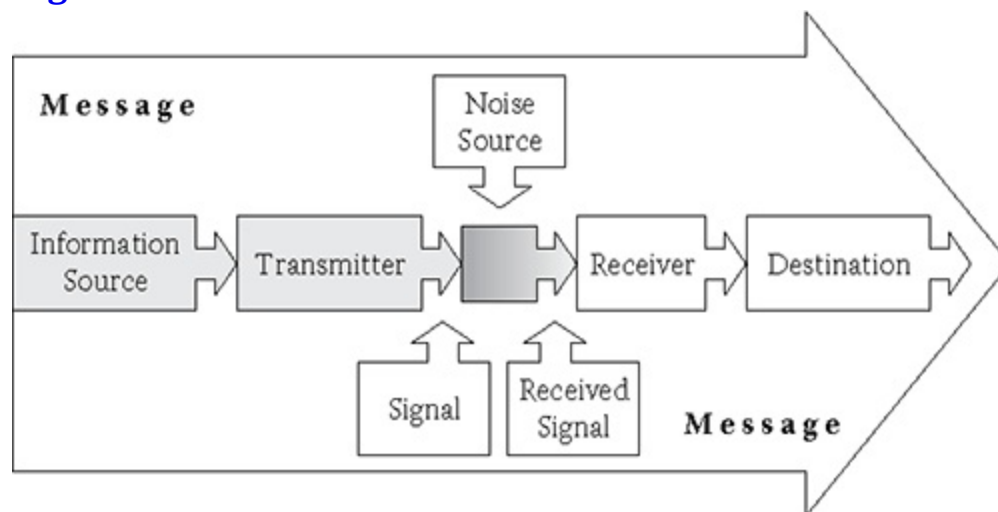 Message
Noise
Source
Information
Source
Transmitter
Receiver
Destination
Signal
Received
Signal
Message